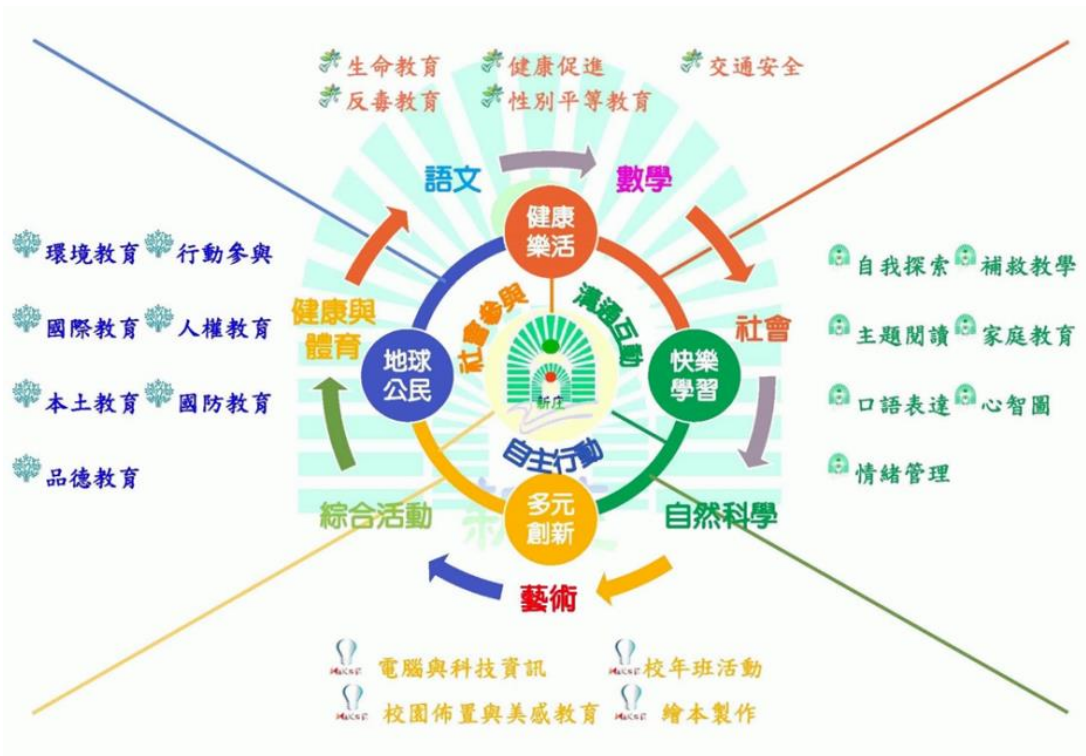 生命教育 健康促進 交通安全
反毒教育 性別平等教育
語文 數學
健康
樂活
環境教育 行動參與
國際教育 人權教育
本土教育 國防教育
品德教育
健康與
體育
地球
公民
社會參與
溝通互動
自主行動
新庄
快樂
學習
社會
自我探索 補救教學
主題閱讀 家庭教育
口語表達 心智圖
情緒管理
綜合活動
多元
創新
自然科學
藝術
電腦與科技資訊 校年班活動
校園佈置與美感教育 繪本製作